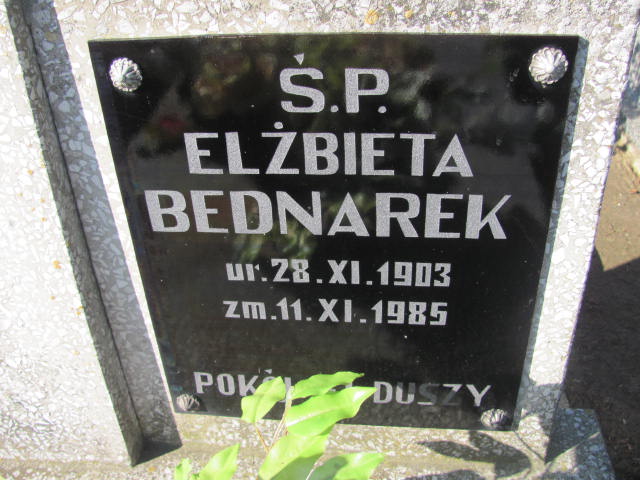 Ś.P.
ELŻBIETA
BEDNAREK
ur.28.XI.1903
zm.11.XI.1985
DUSZY